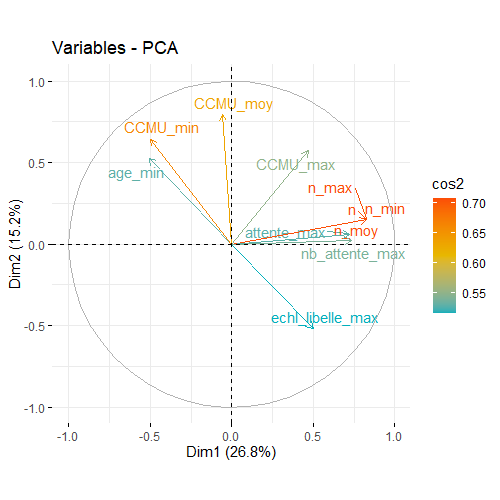 Variables - PCA
1.0
0.5
0.0
-0.5
-1.0
Dim2 (15.2%)
CCMU_moy
CCMU_min
age_min
CCMU_max
n_max
n
n_min
attente_max
n_moy
nb_attente_max
echl_libelle_max
-1.0
-0.5
0.0
0.5
1.0
Dim1 (26.8%)
cos2
0.70
0.65
0.60
0.55